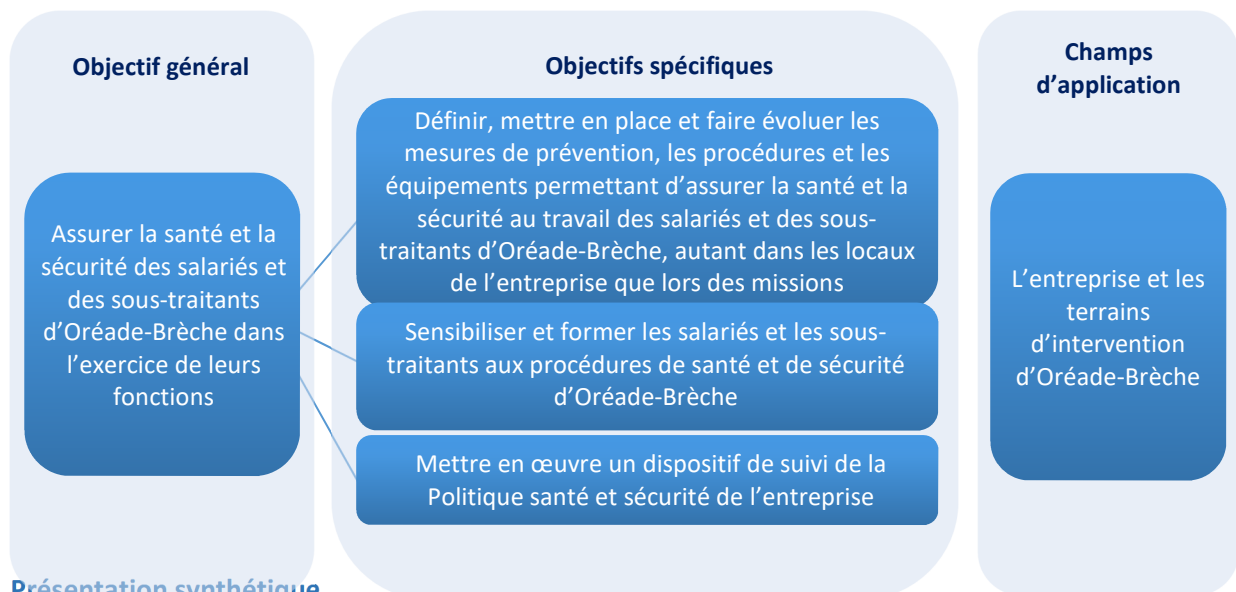 Objectif général
Assurer la santé et la
sécurité des salariés et
des sous-traitants
d’Oréade-Brèche dans
l’exercice de leurs
fonctions
Objectifs spécifiques
Définir, mettre en place et faire évoluer les
mesures de prévention, les procédures et les
équipements permettant d’assurer la santé et la
sécurité au travail des salariés et des sous-
traitants d’Oréade-Brèche, autant dans les locaux
de l’entreprise que lors des missions
Sensibiliser et former les salariés et les sous-
traitants aux procédures de santé et de sécurité
d’Oréade-Brèche
Mettre en œuvre un dispositif de suivi de la
Politique santé et sécurité de l’entreprise
Champs
d’application
L’entreprise et les
terrains
d’intervention
d’Oréade-Brèche
Présentation synthétique